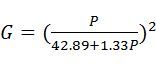 G = (P / 42.89+1.33P)²